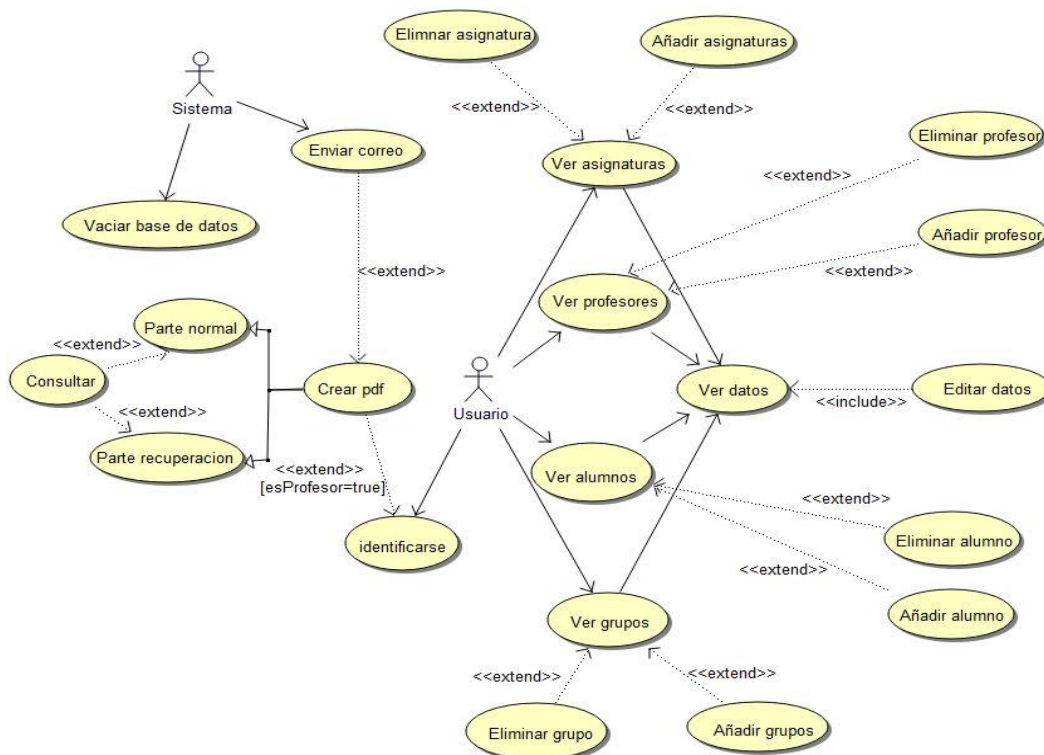 Elimnar asignatura
Añadir asignaturas
Sistema
<<extend>>
<<extend>>
Eliminar profesor
Enviar correo
Ver asignaturas
<<extend>>
Vaciar base de datos
Añadir profesor
<<extend>>
<<extend>>
Ver profesores
Parte normal
<<extend>>
Consultar
Crear pdf
Ver datos
Editar datos
<<include>>
<<extend>>
Usuario
Parte recuperacion
<<extend>>
[esProfesor=true]
Ver alumnos
<<extend>>
Eliminar alumno
identificarse
<<extend>>
Añadir alumno
Ver grupos
<<extend>>
<<extend>>
Eliminar grupo
Añadir grupos